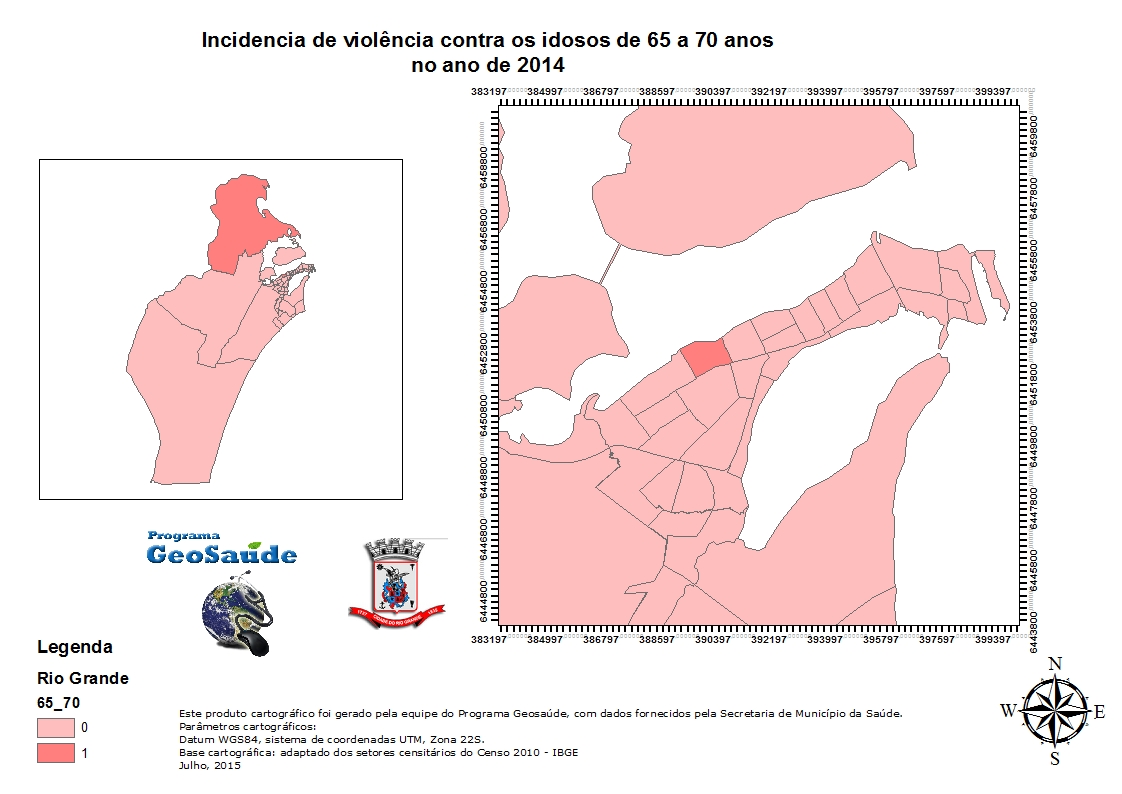 Incidencia de violência contra os idosos de 65 a 70 anos
no ano de 2014
383197 384997 386797 388597 390397 392197 393997 395797 397597 399397
6458800
6456800
6454800
6452800
6450800
6448800
6446800
6444800
6459800
6457800
6455800
6453800
6451800
6449800
6447800
6445800
6443800
383197 384997 386797 388597 390397 392197 393997 395797 397597 399397
Programa
GeoSaúde
CIDADE DO RIO GRANDE
Legenda
Rio Grande
65_70
0
1
Este produto cartográfico foi gerado pela equipe do Programa Geosaúde, com dados fornecidos pela Secretaria de Município da Saúde.
Parâmetros cartográficos:
Datum WGS84, sistema de coordenadas UTM, Zona 22S.
Base cartográfica: adaptado dos setores censitários do Censo 2010 - IBGE
Julho, 2015
N
W E
S